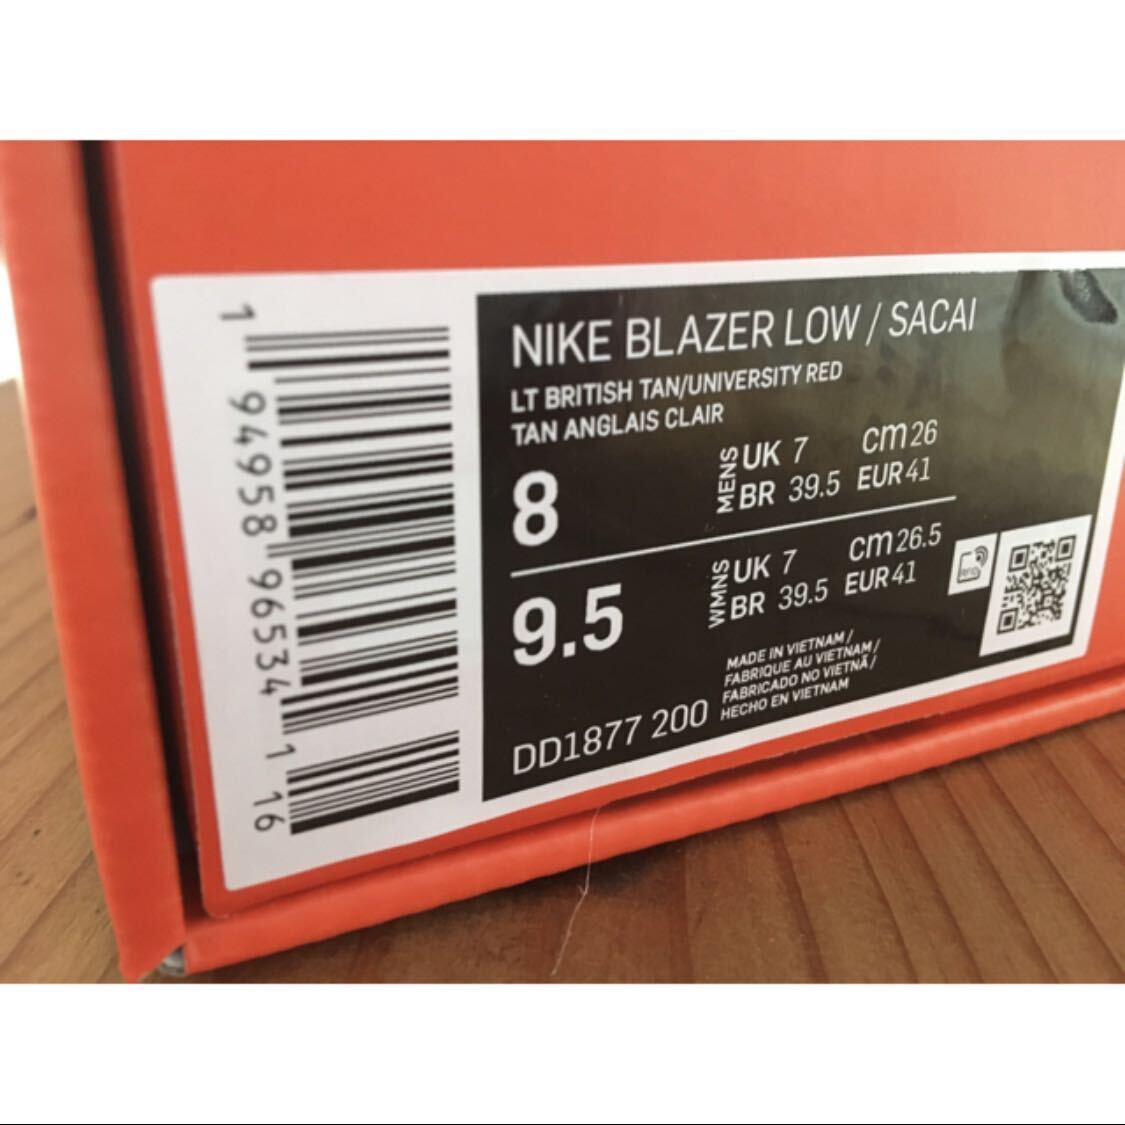 NIKE BLAZER LOW / SACAI
LT BRITISH TAN/UNIVERSITY RED
TAN ANGLAIS CLAIR
8
MENS
UK 7 cm 26
BR 39.5 EUR 41
9.5
WMNS
UK 7 cm 26.5
BR 39.5 EUR 41
RFID
MADE IN VIETNAM /
FABRIQUE AU VIETNAM /
FABRICADO NO VIETNÃ /
HECHO EN VIETNAM
DD1877 200
1 94958 96534 1 16